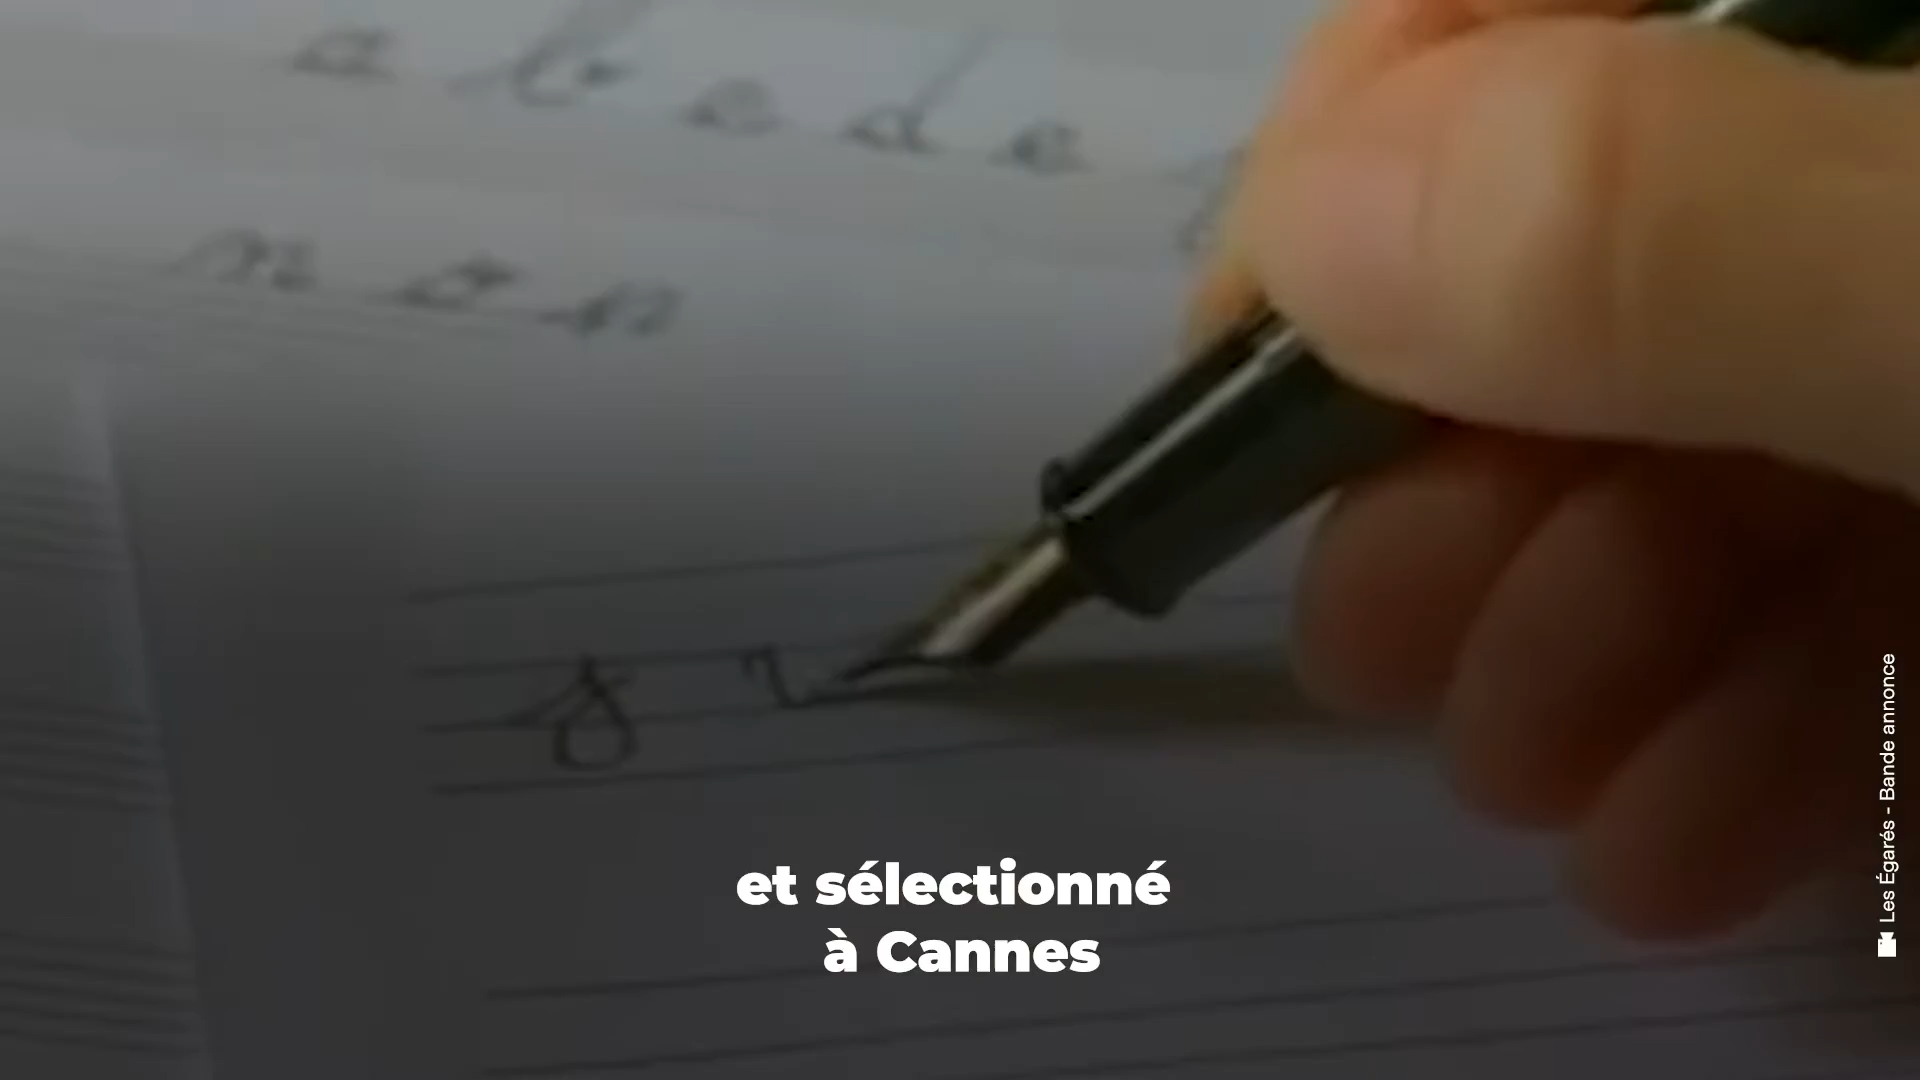 a b c d e
m o n
s r
et sélectionné
à Cannes
Les Égarés - Bande annonce